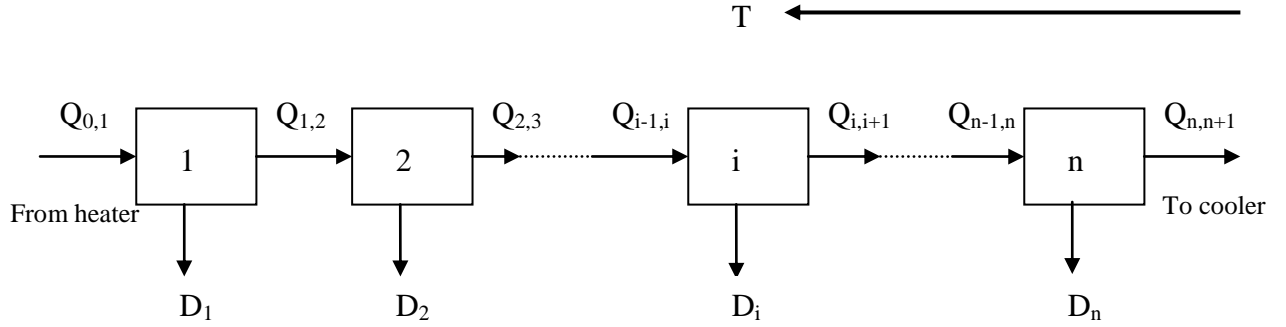 T
Q0,1 Q1,2 Q2,3 Qi-1,i Qi,i+1 Qn-1,n Qn,n+1
1 2 i n
From heater To cooler
D1 D2 Di Dn